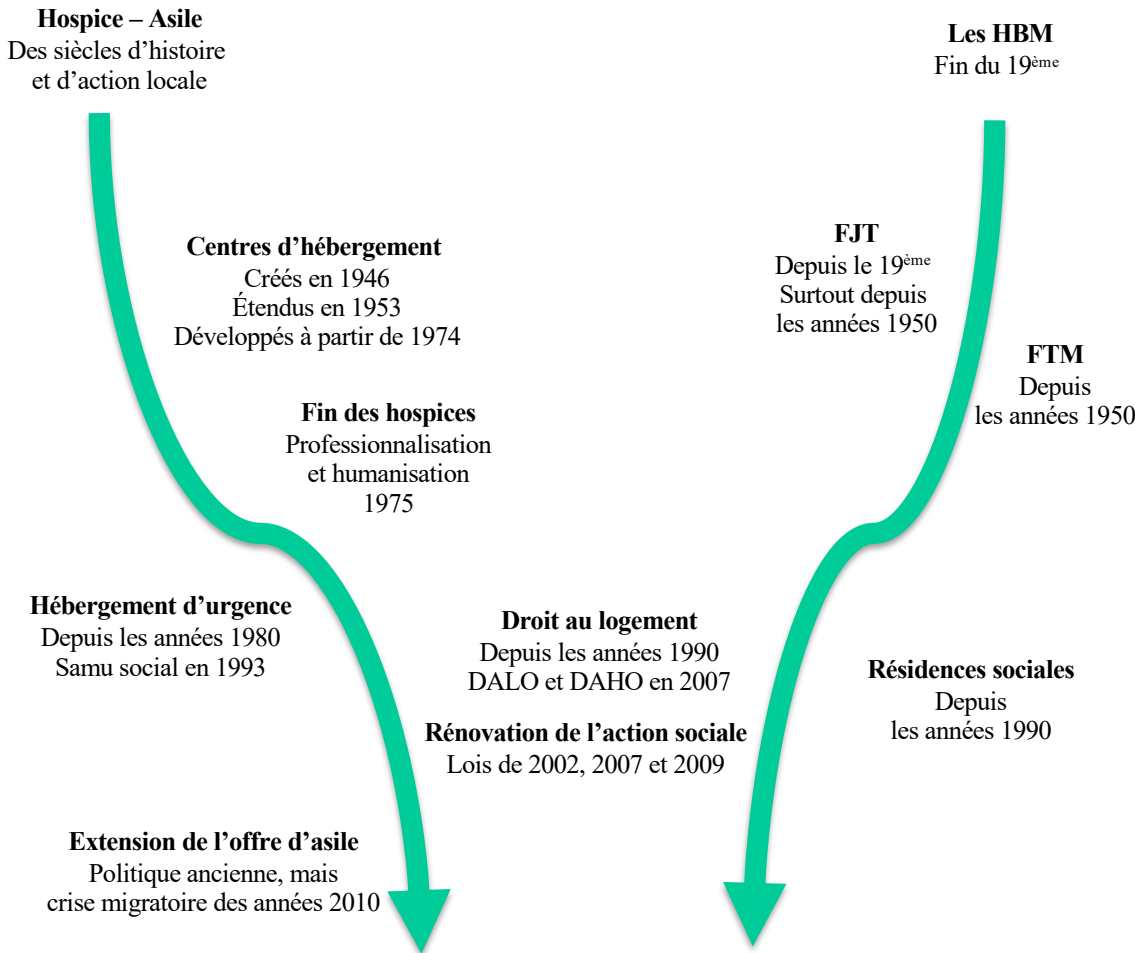 Hospice – Asile
Des siècles d’histoire
et d’action locale
Les HBM
Fin du 19ème
Centres d’hébergement
Créés en 1946
Étendus en 1953
Développés à partir de 1974
FJT
Depuis le 19ème
Surtout depuis
les années 1950
FTM
Depuis
les années 1950
Fin des hospices
Professionnalisation
et humanisation
1975
Hébergement d’urgence
Depuis les années 1980
Samu social en 1993
Droit au logement
Depuis les années 1990
DALO et DAHO en 2007
Résidences sociales
Depuis
les années 1990
Rénovation de l’action sociale
Lois de 2002, 2007 et 2009
Extension de l’offre d’asile
Politique ancienne, mais
crise migratoire des années 2010